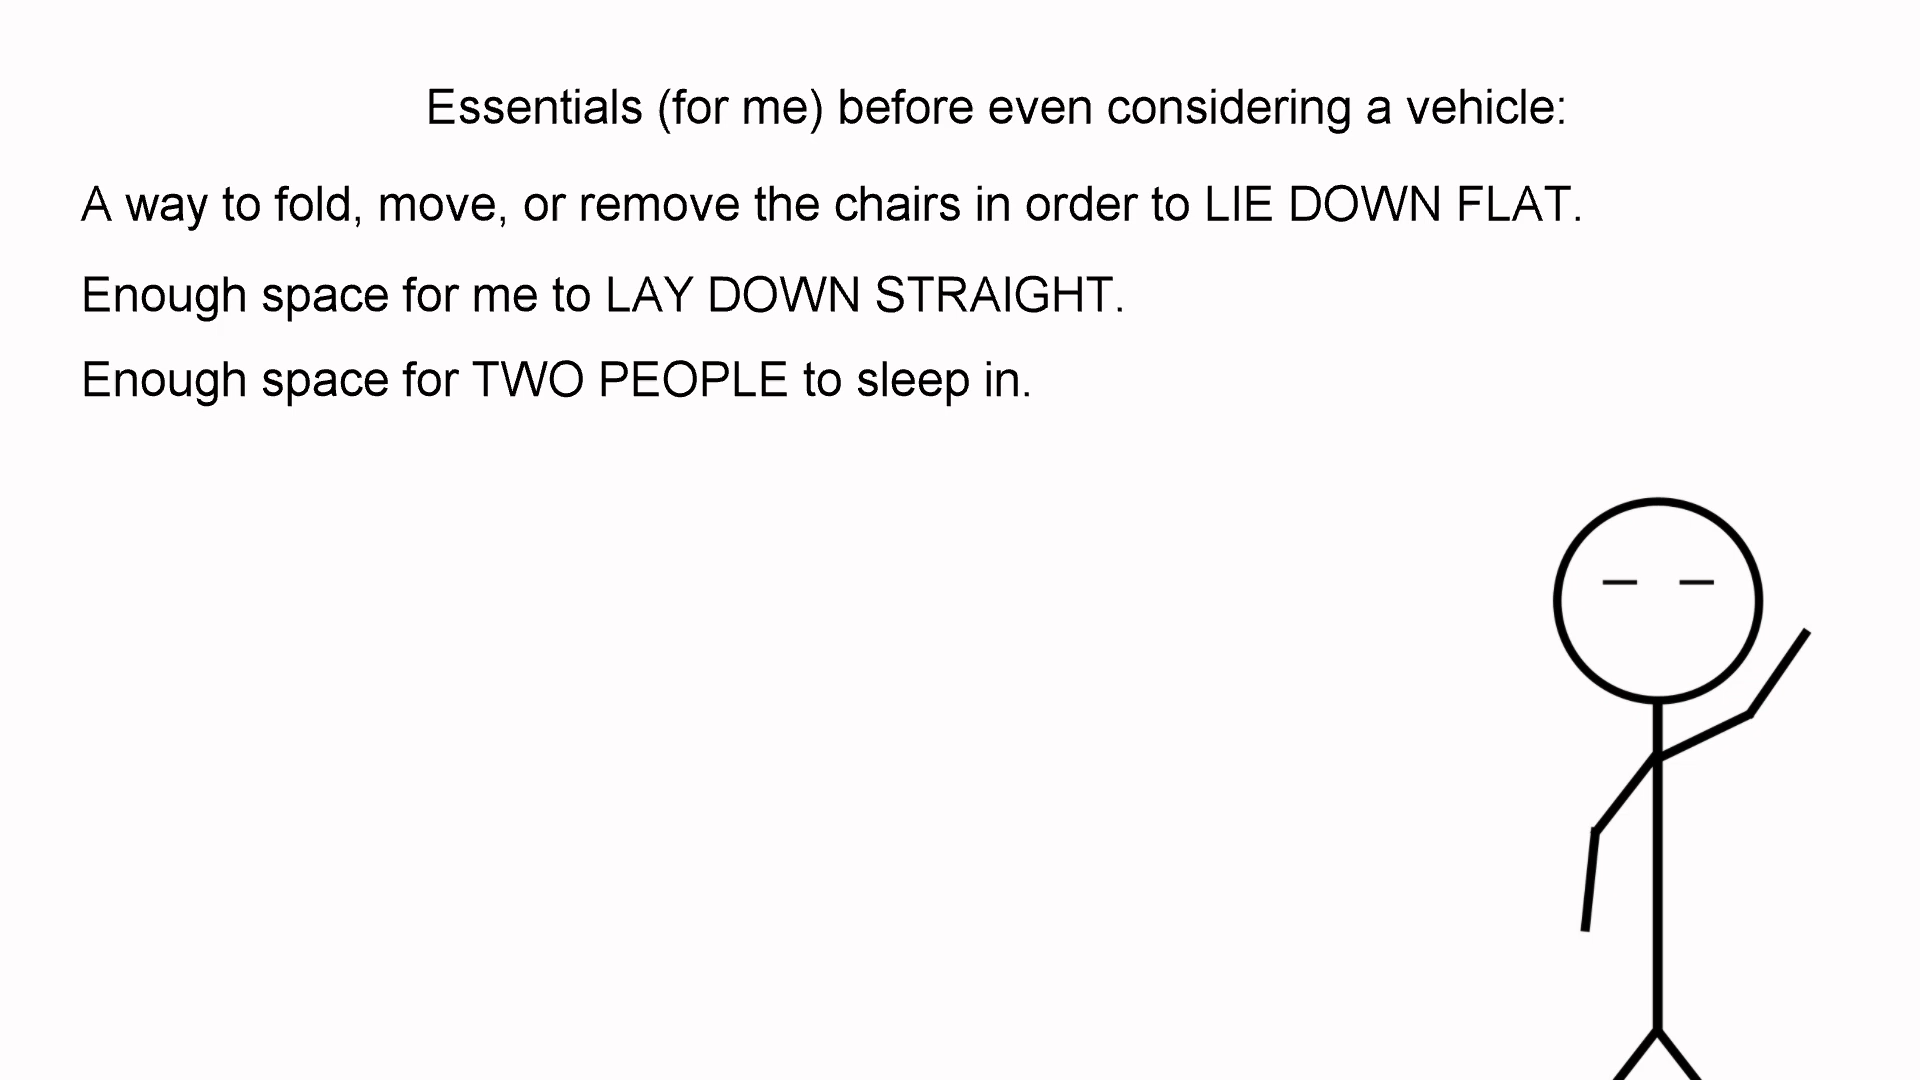 Essentials (for me) before even considering a vehicle:
A way to fold, move, or remove the chairs in order to LIE DOWN FLAT.
Enough space for me to LAY DOWN STRAIGHT.
Enough space for TWO PEOPLE to sleep in.